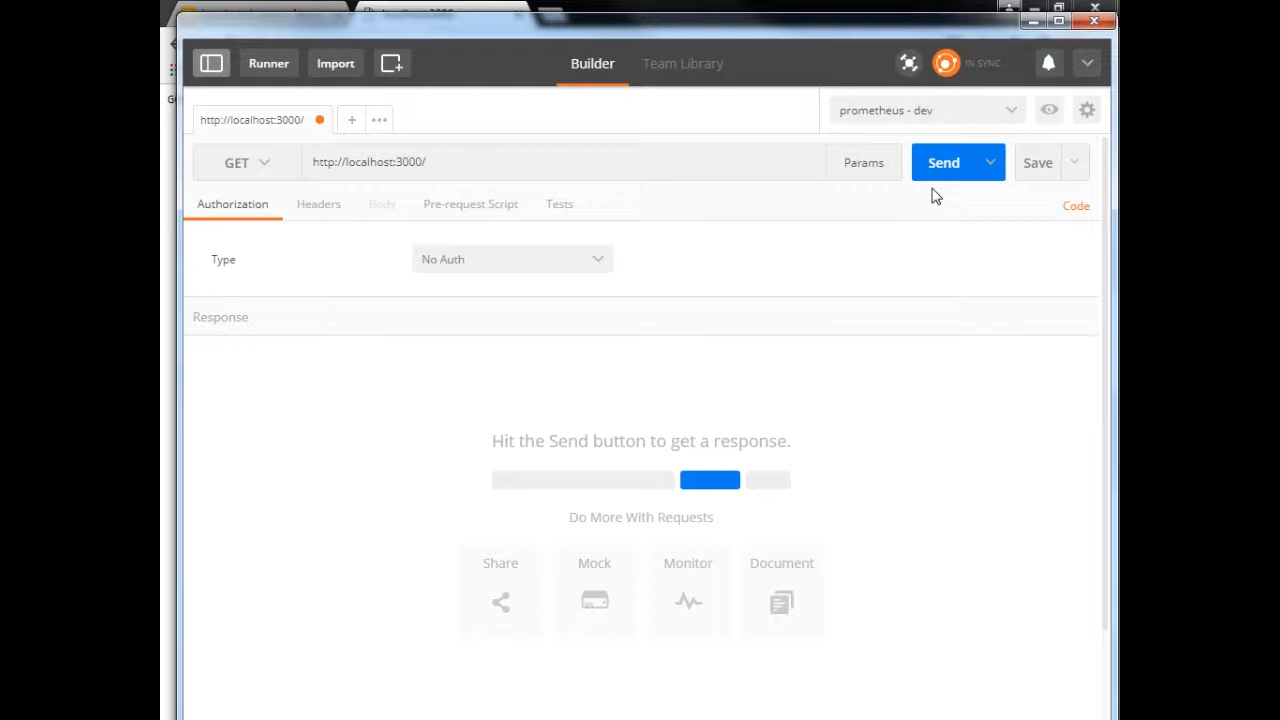 Runner
Import
Builder
Team Library
IN SYNC
http://localhost:3000/
prometheus - dev
GET
http://localhost:3000/
Params
Send
Save
Authorization
Headers
Body
Pre-request Script
Tests
Code
Type
No Auth
Response
Hit the Send button to get a response.
Do More With Requests
Share
Mock
Monitor
Document